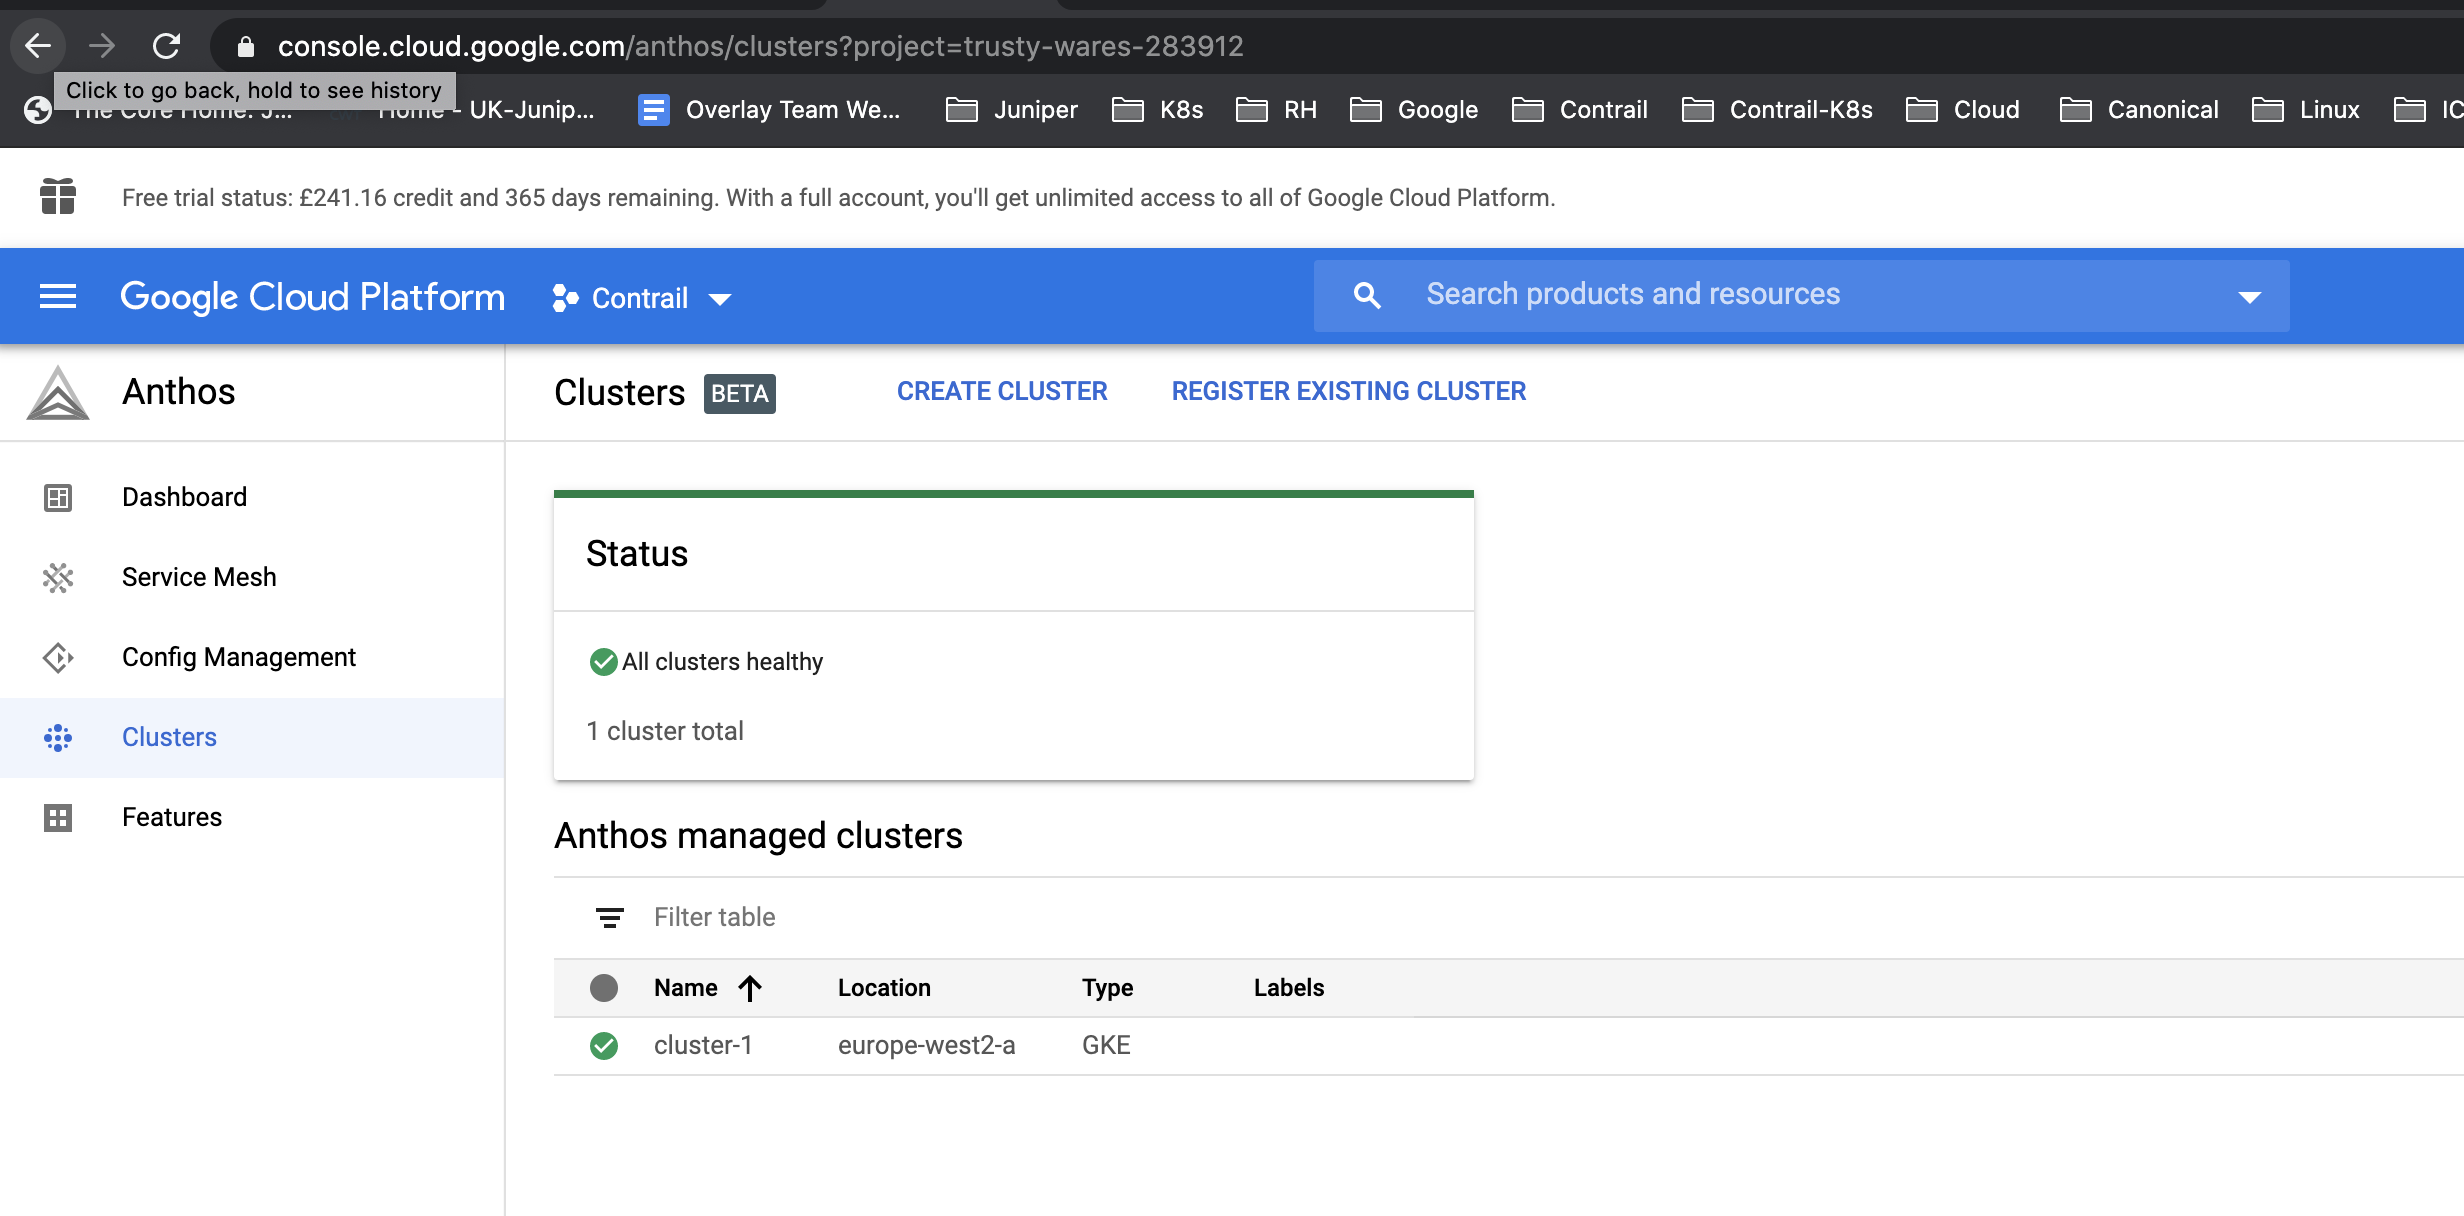 console.cloud.google.com/anthos/clusters?project=trusty-wares-283912
Click to go back, hold to see history
The Core Home: J... Home - UK-Junip... Overlay Team We... Juniper K8s RH Google Contrail Contrail-K8s Cloud Canonical Linux IC
Free trial status: £241.16 credit and 365 days remaining. With a full account, you'll get unlimited access to all of Google Cloud Platform.
Google Cloud Platform Contrail Search products and resources
Anthos
Dashboard
Service Mesh
Config Management
Clusters
Features
Clusters BETA CREATE CLUSTER REGISTER EXISTING CLUSTER
Status
All clusters healthy
1 cluster total
Anthos managed clusters
Filter table
Name Location Type Labels
cluster-1 europe-west2-a GKE